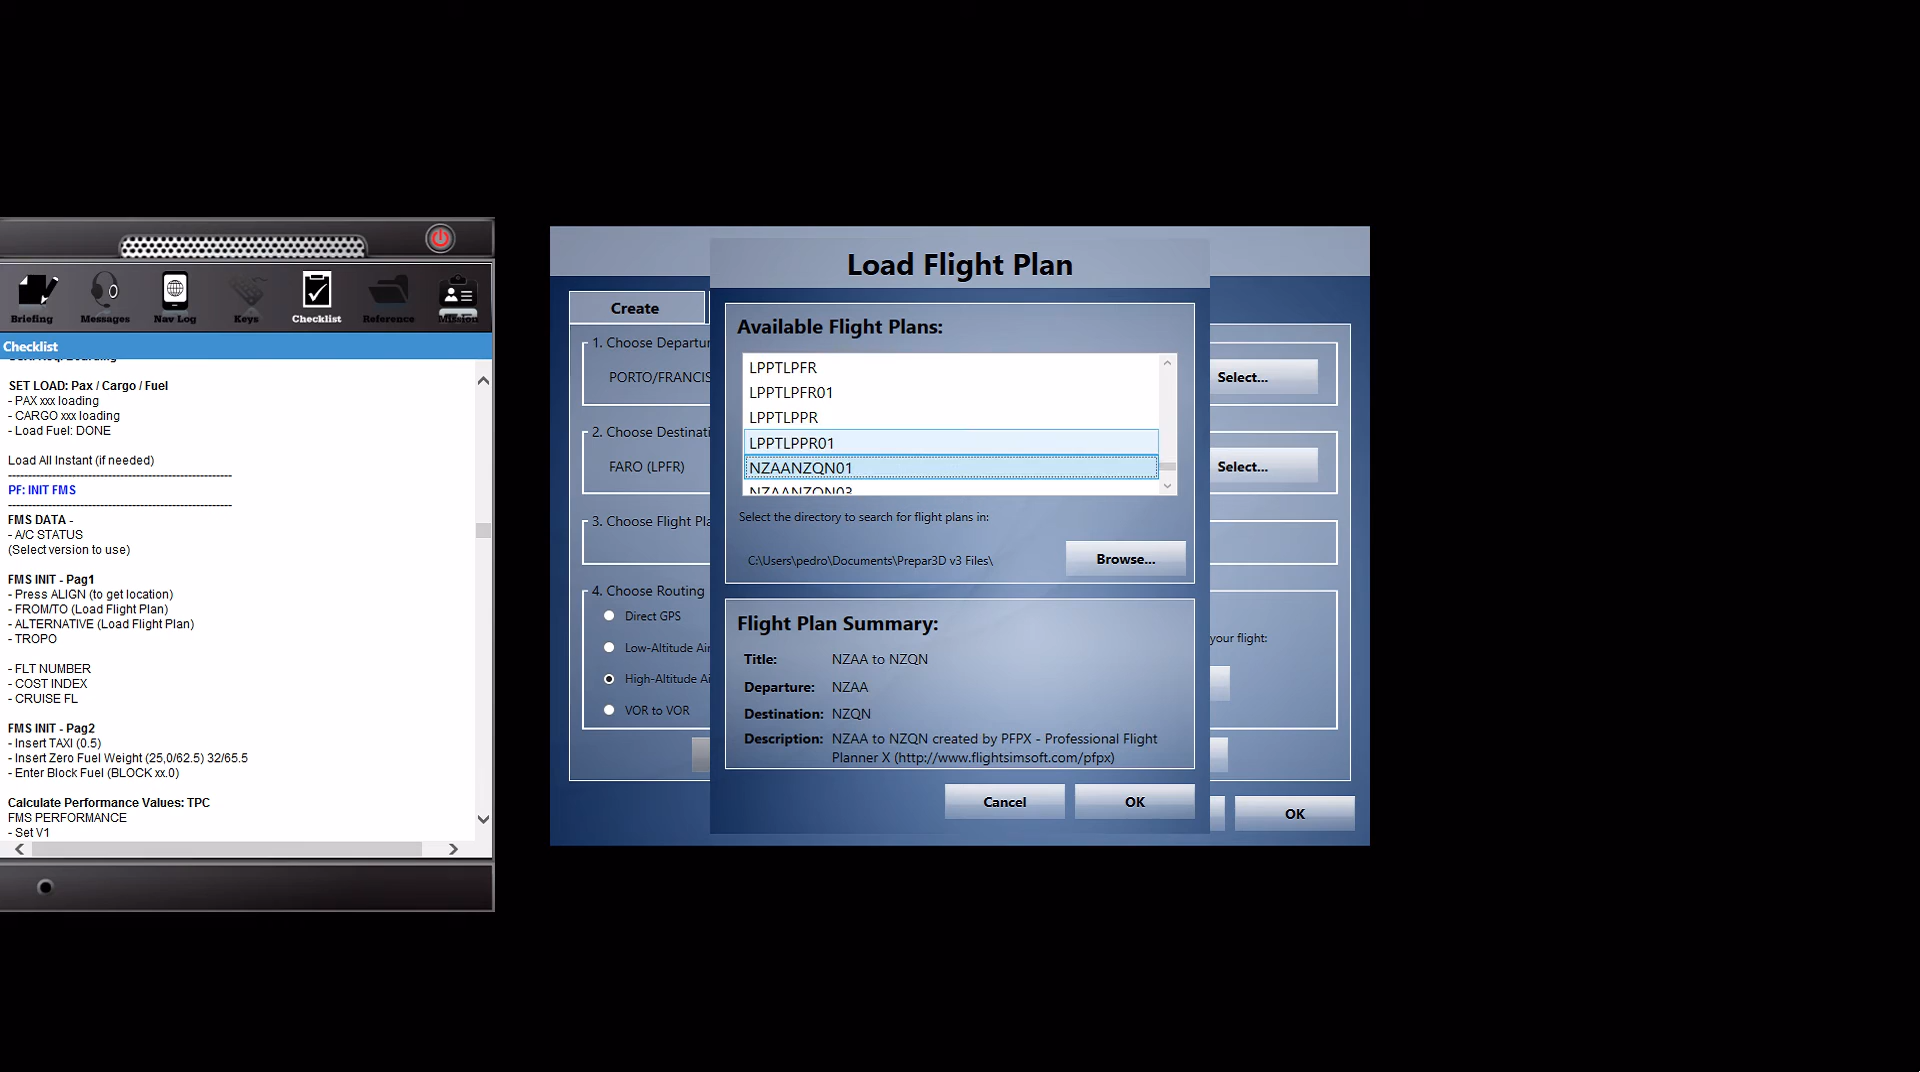 Briefing
Messages
Nav Log
Keys
Checklist
Reference
Mission
Checklist
SET LOAD: Pax / Cargo / Fuel
- PAX xxx loading
- CARGO xxx loading
- Load Fuel: DONE
Load All Instant (if needed)
PF: INIT FMS
FMS DATA -
- A/C STATUS
(Select version to use)
FMS INIT - Pag1
- Press ALIGN (to get location)
- FROM/TO (Load Flight Plan)
- ALTERNATIVE (Load Flight Plan)
- TROPO
- FLT NUMBER
- COST INDEX
- CRUISE FL
FMS INIT - Pag2
- Insert TAXI (0.5)
- Insert Zero Fuel Weight (25,0/62.5) 32/65.5
- Enter Block Fuel (BLOCK xx.0)
Calculate Performance Values: TPC
FMS PERFORMANCE
- Set V1
Create
1. Choose Departur
PORTO/FRANCIS
Select...
2. Choose Destinati
FARO (LPFR)
Select...
3. Choose Flight Pla
4. Choose Routing
Direct GPS
Low-Altitude Air
High-Altitude Ai
VOR to VOR
your flight:
OK
Load Flight Plan
Available Flight Plans:
LPPTLPFR
LPPTLPFR01
LPPTLPPR
LPPTLPPR01
NZAANZQN01
NZAANZQN03
Select the directory to search for flight plans in:
C:\Users\pedro\Documents\Prepar3D v3 Files\
Browse...
Flight Plan Summary:
Title: NZAA to NZQN
Departure: NZAA
Destination: NZQN
Description: NZAA to NZQN created by PFPX - Professional Flight
Planner X (http://www.flightsimsoft.com/pfpx)
Cancel
OK